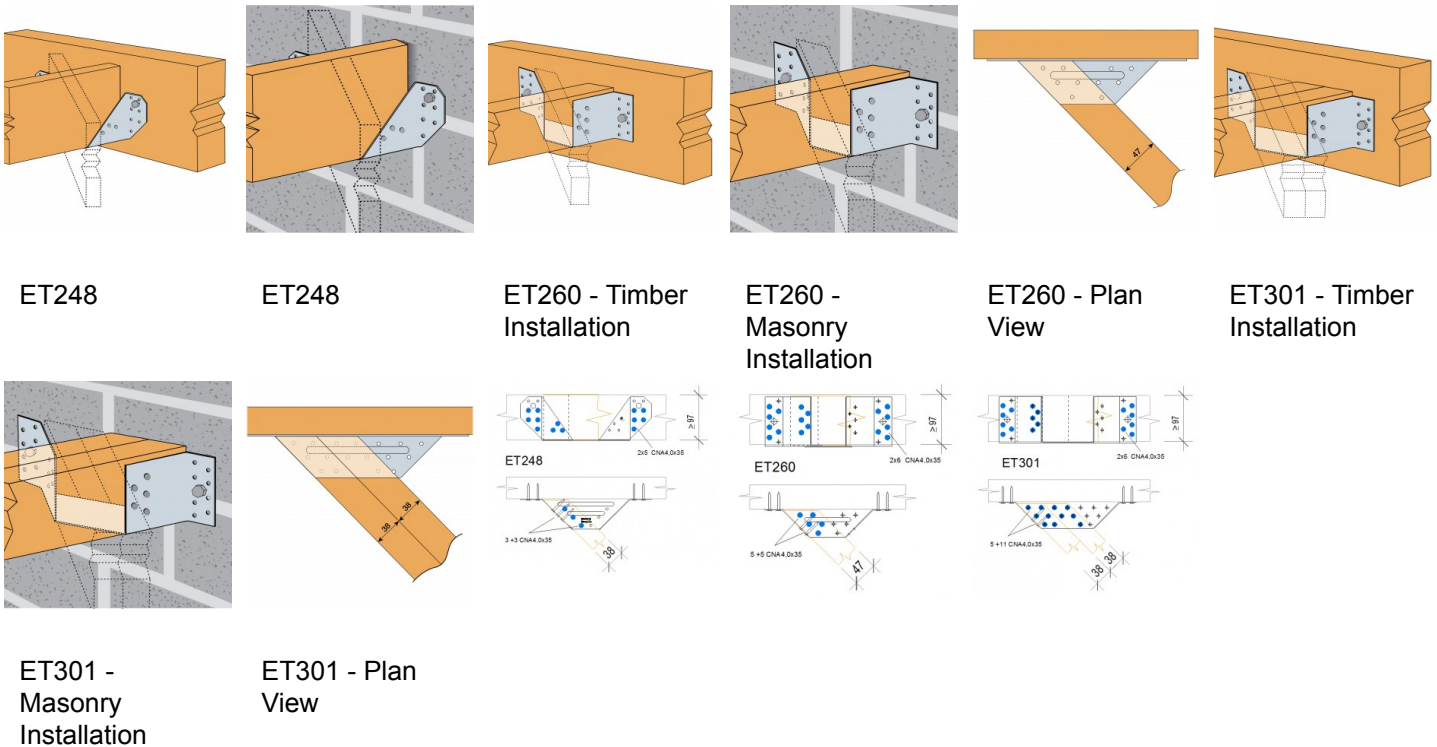 47
ET248
ET248
ET260 - Timber
Installation
ET260 -
Masonry
Installation
ET260 - Plan
View
ET301 - Timber
Installation
38
38
≥ 97
2x5 CNA4,0x35
ET248
3 +3 CNA4,0x35
38
≥ 97
2x6 CNA4,0x35
ET260
5 +5 CNA4,0x35
47
≥ 97
2x6 CNA4,0x35
ET301
5 +11 CNA4,0x35
38
38
ET301 -
Masonry
Installation
ET301 - Plan
View